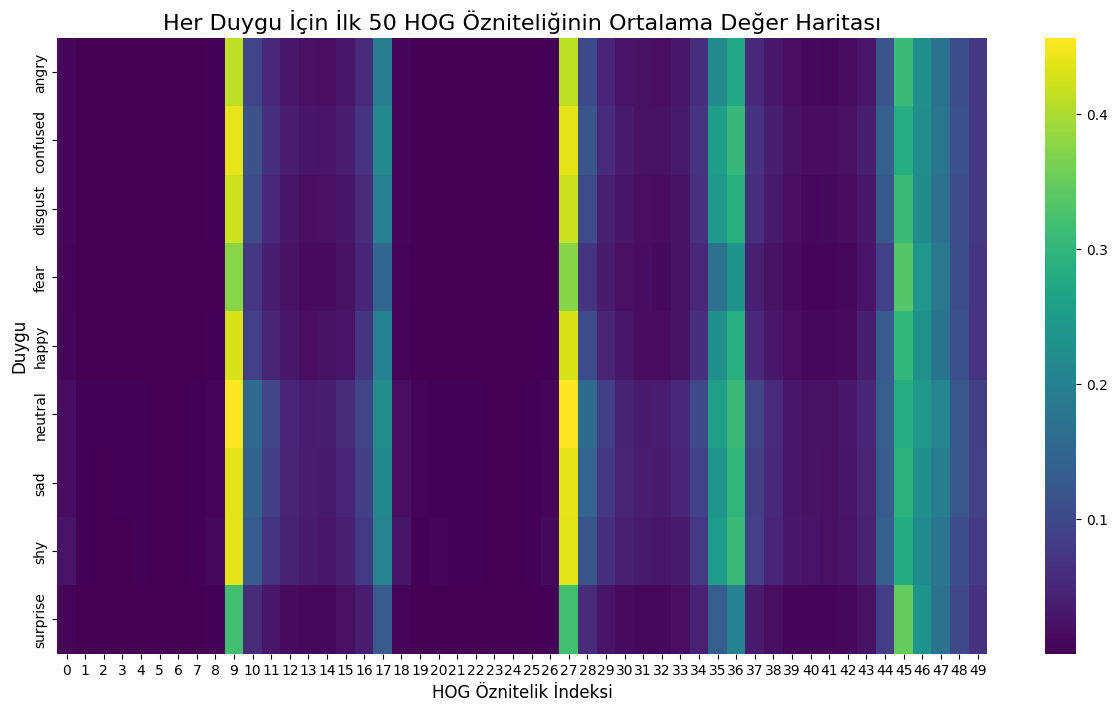 Her Duygu İçin İlk 50 HOG Özniteliğinin Ortalama Değer Haritası
Duygu
angry
confused
disgust
fear
happy
neutral
sad
shy
surprise
0 1 2 3 4 5 6 7 8 9 10 11 12 13 14 15 16 17 18 19 20 21 22 23 24 25 26 27 28 29 30 31 32 33 34 35 36 37 38 39 40 41 42 43 44 45 46 47 48 49
HOG Öznitelik İndeksi
0.4
0.3
0.2
0.1